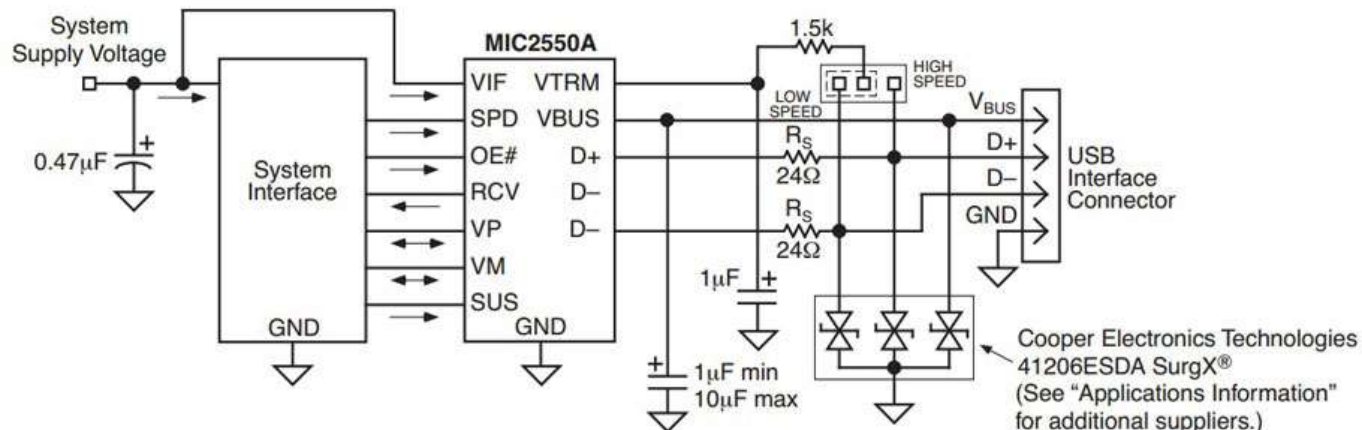 System
Supply Voltage
0.47µF
+
System
Interface
GND
MIC2550A
VIF
VTRM
SPD
VBUS
OE#
D+
RCV
D–
VP
D–
VM
SUS
GND
1.5k
LOW
SPEED
HIGH
SPEED
RS
24Ω
RS
24Ω
1µF
+
+
1µF min
10µF max
VBUS
D+
D–
GND
USB
Interface
Connector
Cooper Electronics Technologies
41206ESDA SurgX®
(See “Applications Information”
for additional suppliers.)